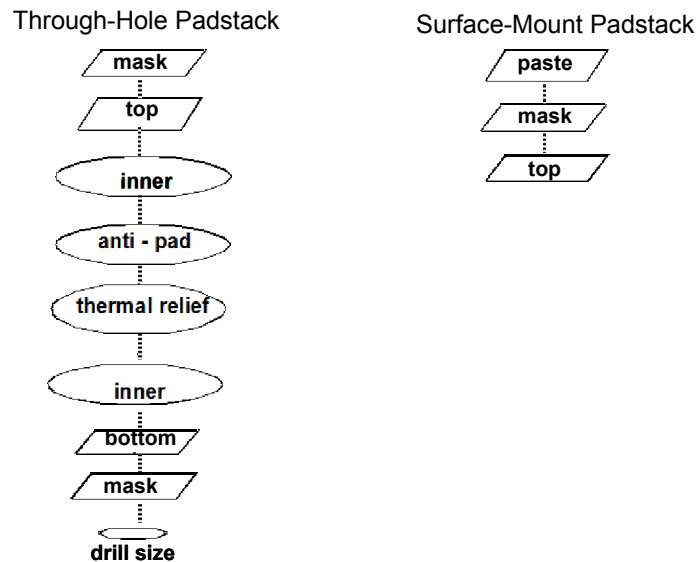 Through-Hole Padstack
mask
top
inner
anti - pad
thermal relief
inner
bottom
mask
drill size
Surface-Mount Padstack
paste
mask
top